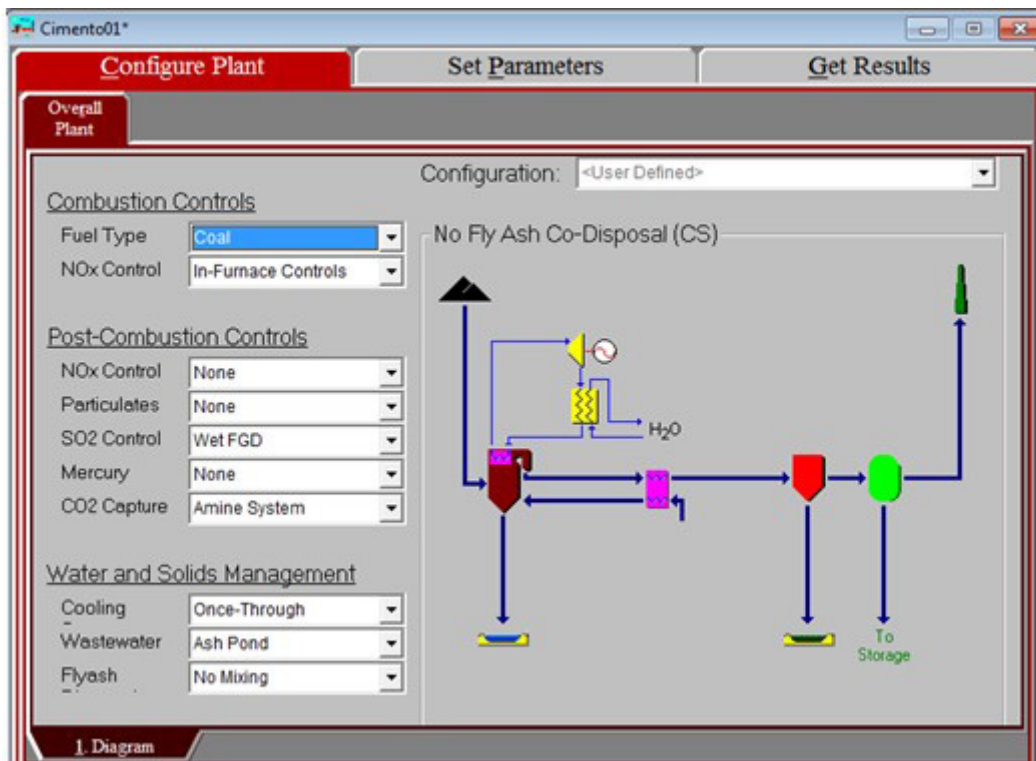 Cimento01*
Configure Plant
Set Parameters
Get Results
Overall
Plant
Configuration:
<User Defined>
Combustion Controls
Fuel Type
Coal
NOx Control
In-Furnace Controls
Post-Combustion Controls
NOx Control
None
Particulates
None
SO2 Control
Wet FGD
Mercury
None
CO2 Capture
Amine System
Water and Solids Management
Cooling
Once-Through
Wastewater
Ash Pond
Flyash
No Mixing
No Fly Ash Co-Disposal (CS)
H2O
To
Storage
1. Diagram